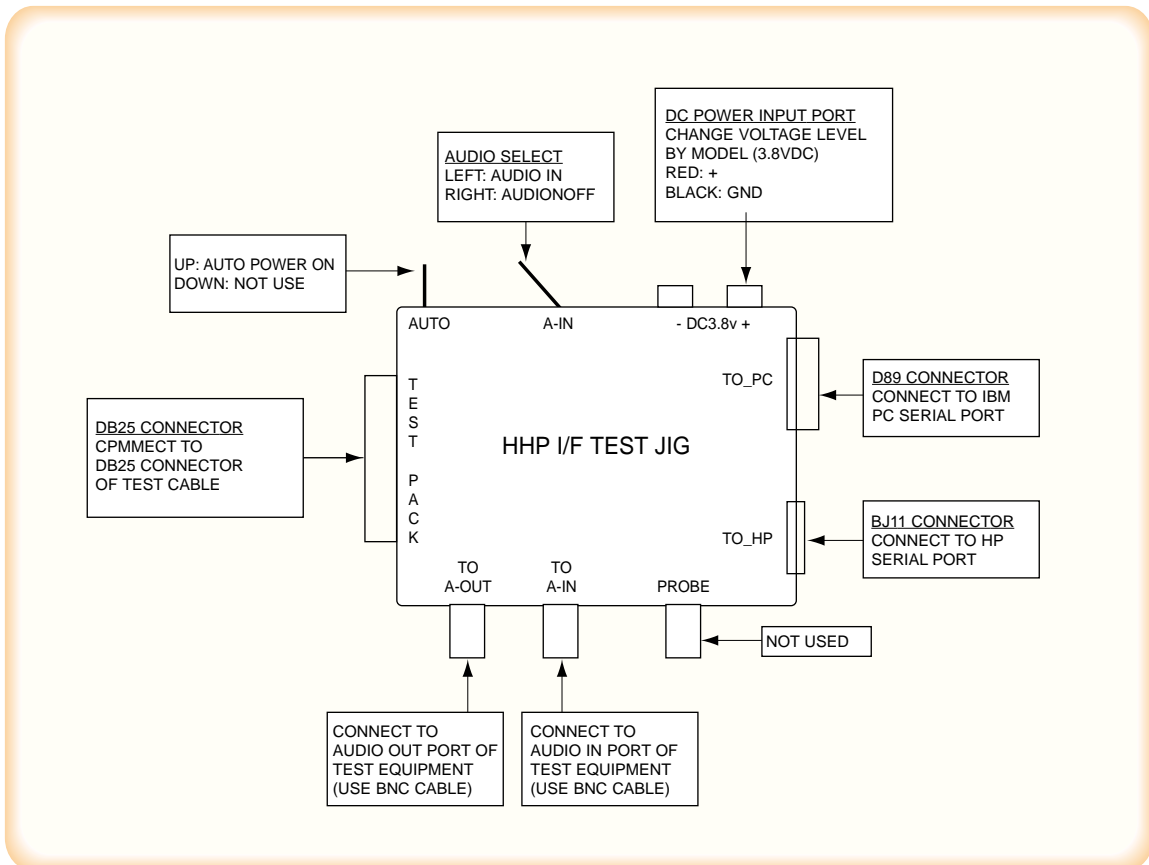 DC POWER INPUT PORT
CHANGE VOLTAGE LEVEL
BY MODEL (3.8VDC)
RED: +
BLACK: GND
AUDIO SELECT
LEFT: AUDIO IN
RIGHT: AUDIONOFF
UP: AUTO POWER ON
DOWN: NOT USE
AUTO
A-IN
- DC3.8v +
TO_PC
D89 CONNECTOR
CONNECT TO IBM
PC SERIAL PORT
DB25 CONNECTOR
CPMMECT TO
DB25 CONNECTOR
OF TEST CABLE
TEST PACK
HHP I/F TEST JIG
TO_HP
BJ11 CONNECTOR
CONNECT TO HP
SERIAL PORT
TO
A-OUT
TO
A-IN
PROBE
NOT USED
CONNECT TO
AUDIO OUT PORT OF
TEST EQUIPMENT
(USE BNC CABLE)
CONNECT TO
AUDIO IN PORT OF
TEST EQUIPMENT
(USE BNC CABLE)